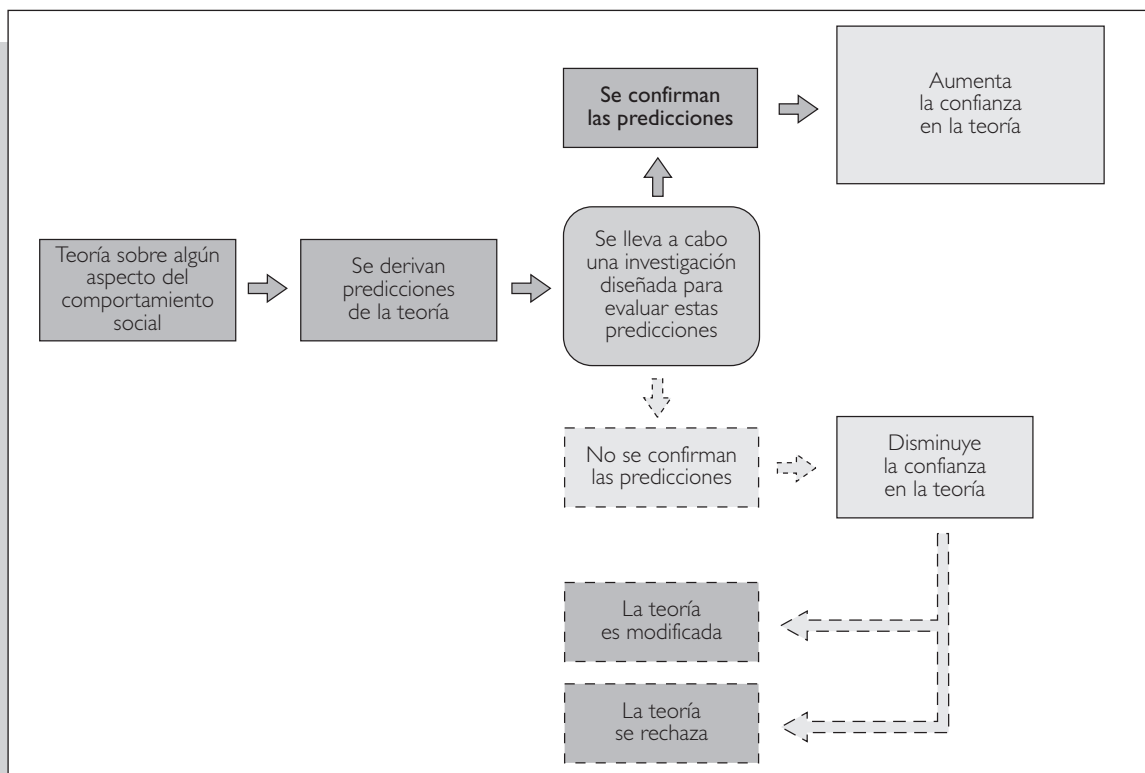 Se confirman
las predicciones
Aumenta
la confianza
en la teoría
Teoría sobre algún
aspecto del
comportamiento
social
Se derivan
predicciones
de la teoría
Se lleva a cabo
una investigación
diseñada para
evaluar estas
predicciones
No se confirman
las predicciones
Disminuye
la confianza
en la teoría
La teoría
es modificada
La teoría
se rechaza